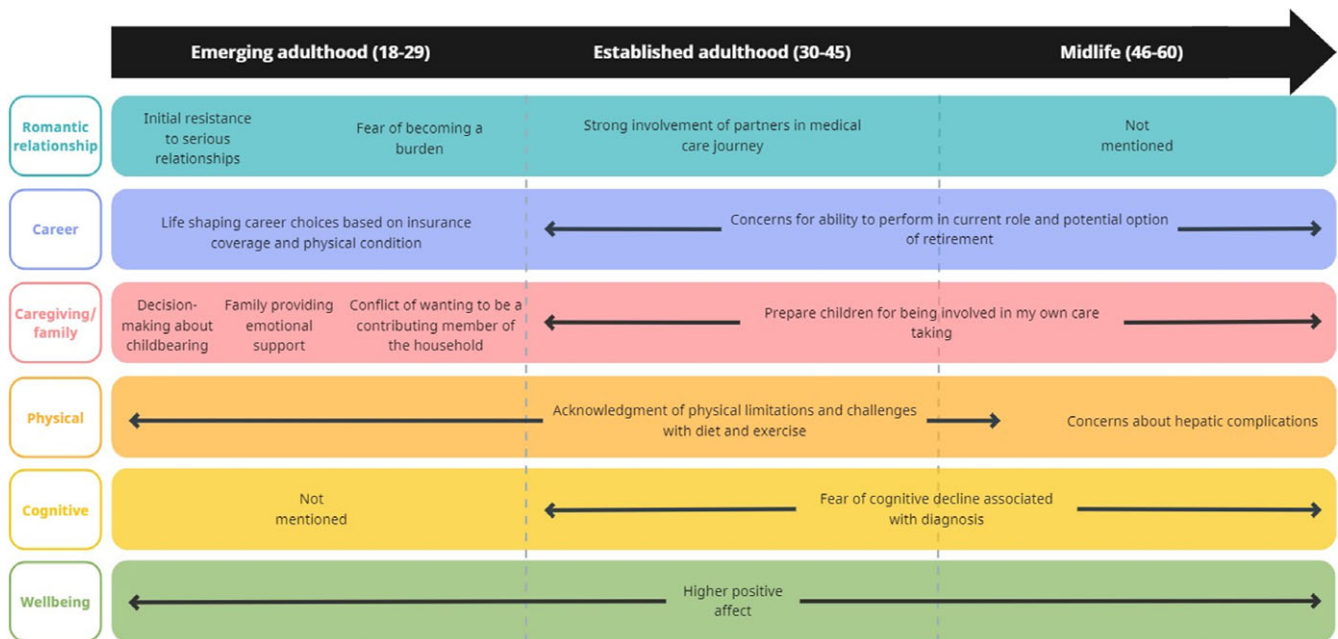 Emerging adulthood (18-29)
Established adulthood (30-45)
Midlife (46-60)
Romantic
relationship
Initial resistance
to serious
relationships
Fear of becoming a
burden
Strong involvement of partners in medical
care journey
Not
mentioned
Career
Life shaping career choices based on insurance
coverage and physical condition
Concerns for ability to perform in current role and potential option
of retirement
Caregiving/
family
Decision-
making about
childbearing
Family providing
emotional
support
Conflict of wanting to be a
contributing member of
the household
Prepare children for being involved in my own care
taking
Physical
Acknowledgment of physical limitations and challenges
with diet and exercise
Concerns about hepatic complications
Cognitive
Not
mentioned
Fear of cognitive decline associated
with diagnosis
Wellbeing
Higher positive
affect